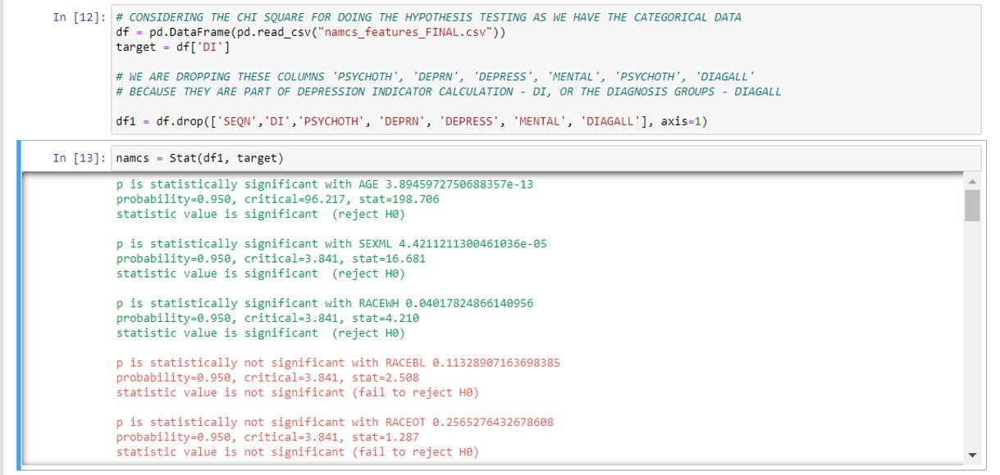 In [12]: # CONSIDERING THE CHI SQUARE FOR DOING THE HYPOTHESIS TESTING AS WE HAVE THE CATEGORICAL DATA
df = pd.DataFrame(pd.read_csv("namcs_features_FINAL.csv"))
target = df['DI']
# WE ARE DROPPING THESE COLUMNS 'PSYCHOTH', 'DEPRN', 'DEPRESS', 'MENTAL', 'PSYCHOTH', 'DIAGALL'
# BECAUSE THEY ARE PART OF DEPRESSION INDICATOR CALCULATION - DI, OR THE DIAGNOSIS GROUPS - DIAGALL
df1 = df.drop(['SEQN','DI','PSYCHOTH', 'DEPRN', 'DEPRESS', 'MENTAL', 'DIAGALL'], axis=1)
In [13]: namcs = Stat(df1, target)
p is statistically significant with AGE 3.8945972750688357e-13
probability=0.950, critical=96.217, stat=198.706
statistic value is significant  (reject H0)
p is statistically significant with SEXML 4.4211211300461036e-05
probability=0.950, critical=3.841, stat=16.681
statistic value is significant  (reject H0)
p is statistically significant with RACEWH 0.04017824866140956
probability=0.950, critical=3.841, stat=4.210
statistic value is significant  (reject H0)
p is statistically not significant with RACEBL 0.11328907163698385
probability=0.950, critical=3.841, stat=2.508
statistic value is not significant (fail to reject H0)
p is statistically not significant with RACEOT 0.2565276432678608
probability=0.950, critical=3.841, stat=1.287
statistic value is not significant (fail to reject H0)